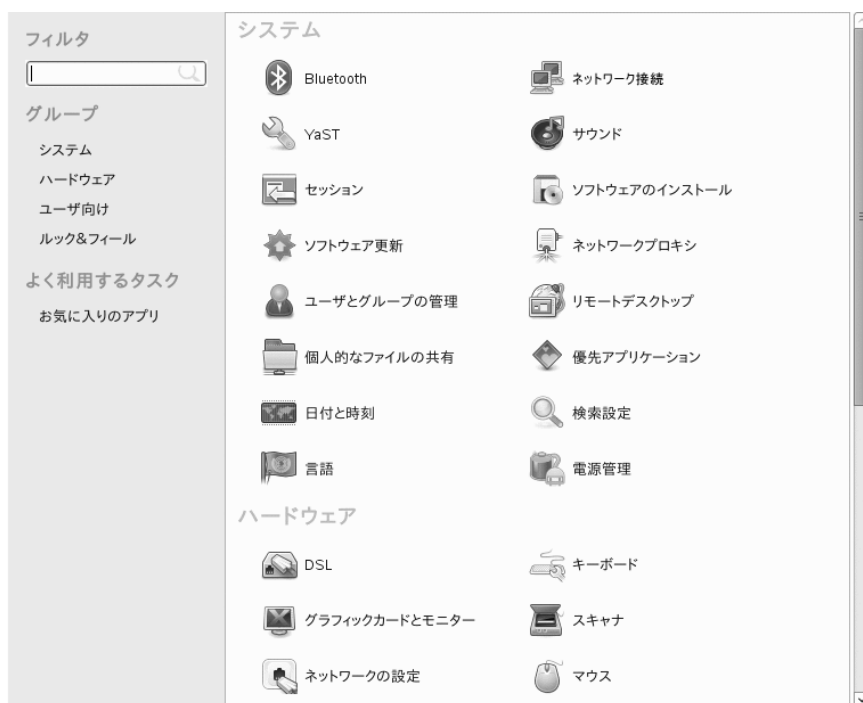 フィルタ
グループ
システム
ハードウェア
ユーザ向け
ルック&フィール
よく利用するタスク
お気に入りのアプリ
システム
Bluetooth
ネットワーク接続
YaST
サウンド
セッション
ソフトウェアのインストール
ソフトウェア更新
ネットワークプロキシ
ユーザとグループの管理
リモートデスクトップ
個人的なファイルの共有
優先アプリケーション
日付と時刻
検索設定
言語
電源管理
ハードウェア
DSL
キーボード
グラフィックカードとモニター
スキャナ
ネットワークの設定
マウス